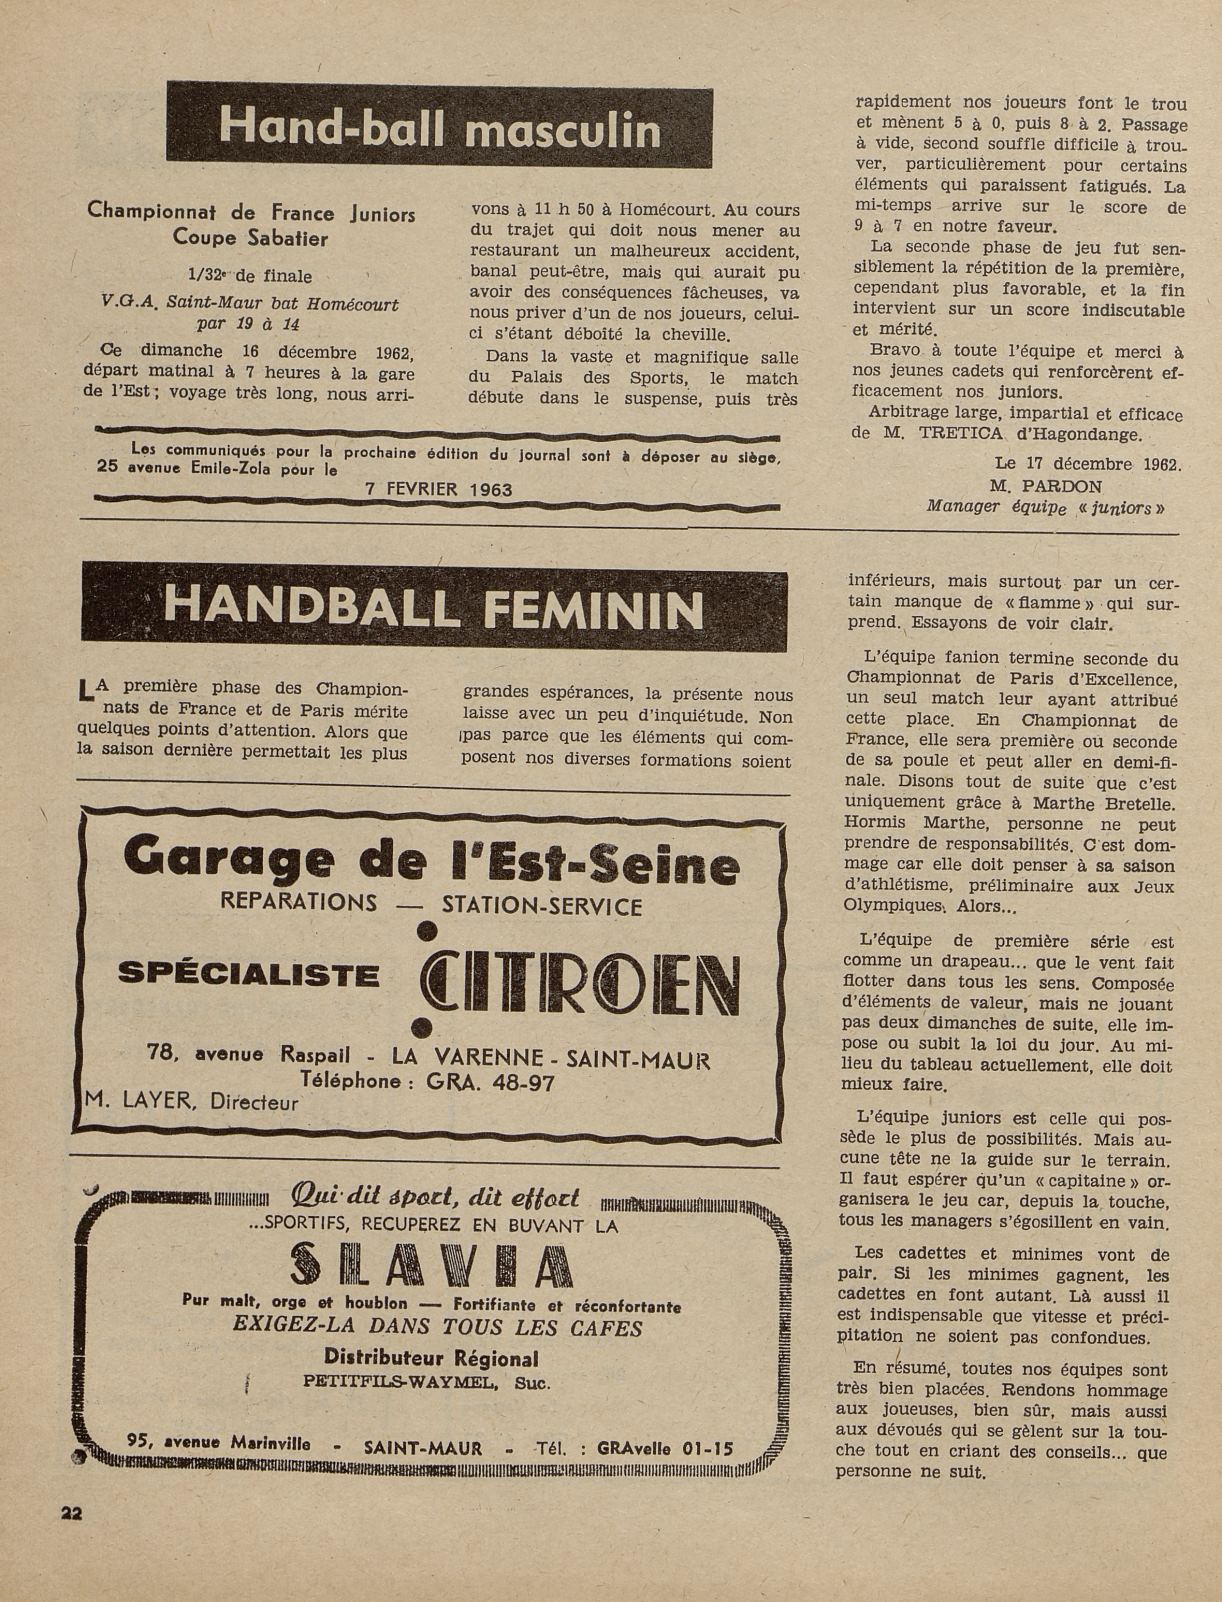 Hand-ball masculin
Championnat de France Juniors
Coupe Sabatier
1/32e de finale
V.G.A. Saint-Maur bat Homécourt
par 19 à 14
Ce dimanche 16 décembre 1962,
départ matinal à 7 heures à la gare
de l'Est ; voyage très long, nous arri-
vons à 11 h 50 à Homécourt. Au cours
du trajet qui doit nous mener au
restaurant un malheureux accident,
banal peut-être, mais qui aurait pu
avoir des conséquences fâcheuses, va
nous priver d'un de nos joueurs, celui-
ci s'étant déboîté la cheville.
Dans la vaste et magnifique salle
du Palais des Sports, le match
débute dans le suspense, puis très
rapidement nos joueurs font le trou
et mènent 5 à 0, puis 8 à 2. Passage
à vide, second souffle difficile à trou-
ver, particulièrement pour certains
éléments qui paraissent fatigués. La
mi-temps arrive sur le score de
9 à 7 en notre faveur.
La seconde phase de jeu fut sen-
siblement la répétition de la première,
cependant plus favorable, et la fin
intervient sur un score indiscutable
et mérité.
Bravo à toute l'équipe et merci à
nos jeunes cadets qui renforcèrent ef-
ficacement nos juniors.
Arbitrage large, impartial et efficace
de M. TRETICA d'Hagondange.
Le 17 décembre 1962.
M. PARDON
Manager équipe « juniors »
Les communiqués pour la prochaine édition du journal sont à déposer au siège,
25 avenue Emile-Zola pour le
7 FEVRIER 1963
HANDBALL FEMININ
LA première phase des Champion-
nats de France et de Paris mérite
quelques points d'attention. Alors que
la saison dernière permettait les plus
grandes espérances, la présente nous
laisse avec un peu d'inquiétude. Non
pas parce que les éléments qui com-
posent nos diverses formations soient
inférieurs, mais surtout par un cer-
tain manque de « flamme » qui sur-
prend. Essayons de voir clair.
L'équipe fanion termine seconde du
Championnat de Paris d'Excellence,
un seul match leur ayant attribué
cette place. En Championnat de
France, elle sera première ou seconde
de sa poule et peut aller en demi-fi-
nale. Disons tout de suite que c'est
uniquement grâce à Marthe Bretelle.
Hormis Marthe, personne ne peut
prendre de responsabilités. C'est dom-
mage car elle doit penser à sa saison
d'athlétisme, préliminaire aux Jeux
Olympiques. Alors...
L'équipe de première série est
comme un drapeau... que le vent fait
flotter dans tous les sens. Composée
d'éléments de valeur, mais ne jouant
pas deux dimanches de suite, elle im-
pose ou subit la loi du jour. Au mi-
lieu du tableau actuellement, elle doit
mieux faire.
L'équipe juniors est celle qui pos-
sède le plus de possibilités. Mais au-
cune tête ne la guide sur le terrain.
Il faut espérer qu'un « capitaine » or-
ganisera le jeu car, depuis la touche,
tous les managers s'égosillent en vain.
Les cadettes et minimes vont de
pair. Si les minimes gagnent, les
cadettes en font autant. Là aussi il
est indispensable que vitesse et préci-
pitation ne soient pas confondues.
En résumé, toutes nos équipes sont
très bien placées. Rendons hommage
aux joueuses, bien sûr, mais aussi
aux dévoués qui se gèlent sur la tou-
che tout en criant des conseils... que
personne ne suit.
Garage de l'Est-Seine
REPARATIONS — STATION-SERVICE
SPÉCIALISTE CITROEN
78, avenue Raspail - LA VARENNE - SAINT-MAUR
Téléphone : GRA. 48-97
M. LAYER, Directeur
Qui dit sport, dit effort
...SPORTIFS, RECUPEREZ EN BUVANT LA
SLAVIA
Pur malt, orge et houblon — Fortifiante et réconfortante
EXIGEZ-LA DANS TOUS LES CAFES
Distributeur Régional
PETITFILS-WAYMEL, Suc.
95, avenue Marinville - SAINT-MAUR - Tél. : GRAvelle 01-15
22